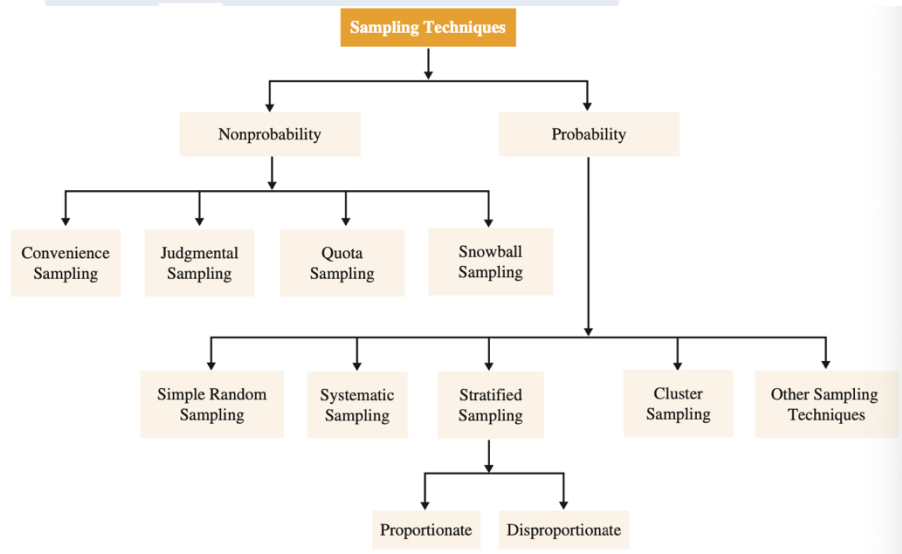 Sampling Techniques
Nonprobability
Probability
Convenience
Sampling
Judgmental
Sampling
Quota
Sampling
Snowball
Sampling
Simple Random
Sampling
Systematic
Sampling
Stratified
Sampling
Cluster
Sampling
Other Sampling
Techniques
Proportionate
Disproportionate